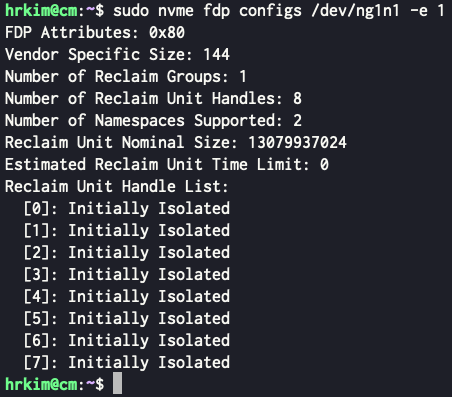 hrkim@cm:~$ sudo nvme fdp configs /dev/ng1n1 -e 1
FDP Attributes: 0x80
Vendor Specific Size: 144
Number of Reclaim Groups: 1
Number of Reclaim Unit Handles: 8
Number of Namespaces Supported: 2
Reclaim Unit Nominal Size: 13079937024
Estimated Reclaim Unit Time Limit: 0
Reclaim Unit Handle List:
  [0]: Initially Isolated
  [1]: Initially Isolated
  [2]: Initially Isolated
  [3]: Initially Isolated
  [4]: Initially Isolated
  [5]: Initially Isolated
  [6]: Initially Isolated
  [7]: Initially Isolated
hrkim@cm:~$